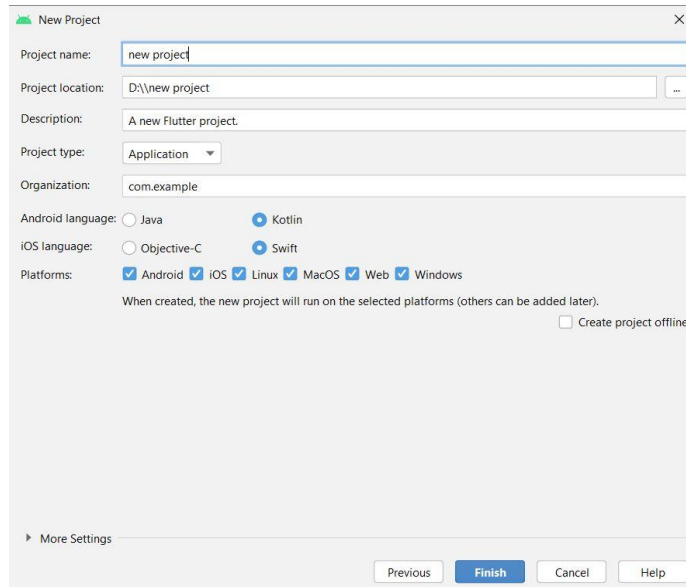 New Project
Project name: new project
Project location: D:\\new project ...
Description: A new Flutter project.
Project type: Application
Organization: com.example
Android language: Java Kotlin
iOS language: Objective-C Swift
Platforms: Android iOS Linux MacOS Web Windows
When created, the new project will run on the selected platforms (others can be added later).
Create project offline
More Settings
Previous Finish Cancel Help